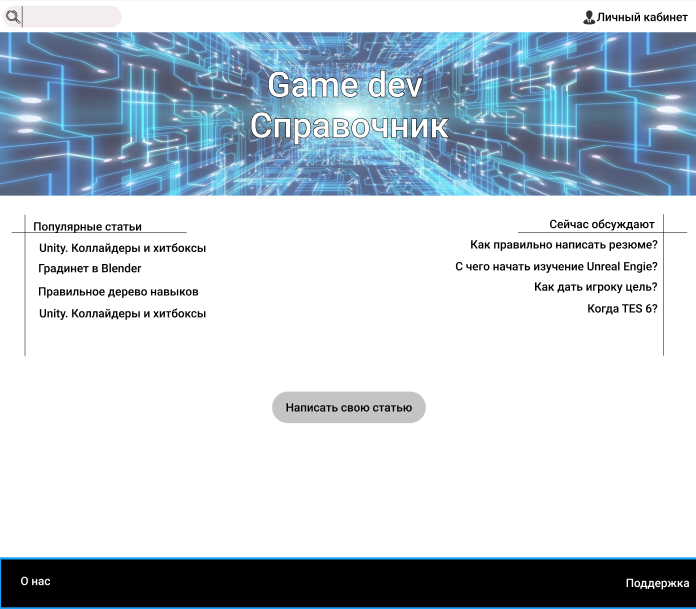 Личный кабинет
Game dev
Справочник
Популярные статьи
Unity. Коллайдеры и хитбоксы
Градинет в Blender
Правильное дерево навыков
Unity. Коллайдеры и хитбоксы
Сейчас обсуждают
Как правильно написать резюме?
С чего начать изучение Unreal Engie?
Как дать игроку цель?
Когда TES 6?
Написать свою статью
О нас
Поддержка